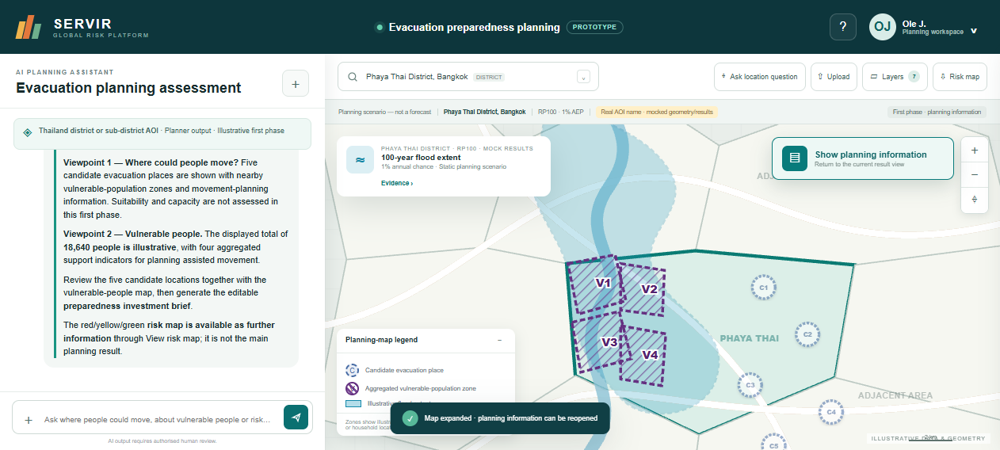 SERVIR
GLOBAL RISK PLATFORM
Evacuation preparedness planning
PROTOTYPE
?
OJ
Ole J.
Planning workspace
AI PLANNING ASSISTANT
Evacuation planning assessment
+
Thailand district or sub-district AOI · Planner output · Illustrative first phase
Viewpoint 1 — Where could people move? Five
candidate evacuation places are shown with nearby
vulnerable-population zones and movement-planning
information. Suitability and capacity are not assessed in
this first phase.
Viewpoint 2 — Vulnerable people. The displayed total of
18,640 people is illustrative, with four aggregated
support indicators for planning assisted movement.
Review the five candidate locations together with the
vulnerable-people map, then generate the editable
preparedness investment brief.
The red/yellow/green risk map is available as further
information through View risk map; it is not the main
planning result.
+
Ask where people could move, about vulnerable people or risk...
AI output requires authorised human review.
Phaya Thai District, Bangkok
DISTRICT
Ask location question
Upload
Layers
7
Risk map
Planning scenario — not a forecast
Phaya Thai District, Bangkok
RP100 · 1% AEP
Real AOI name · mocked geometry/results
First phase · planning information
PHAYA THAI DISTRICT · RP100 · MOCK RESULTS
100-year flood extent
1% annual chance · Static planning scenario
Evidence ›
Show planning information
Return to the current result view
+
−
V1
V2
V3
V4
C1
C2
C3
C4
C5
PHAYA THAI
ADJACENT AREA
Planning-map legend
−
C
Candidate evacuation place
Aggregated vulnerable-population zone
Zones show
Map expanded · planning information can be reopened
ILLUSTRATIVE DATA & GEOMETRY